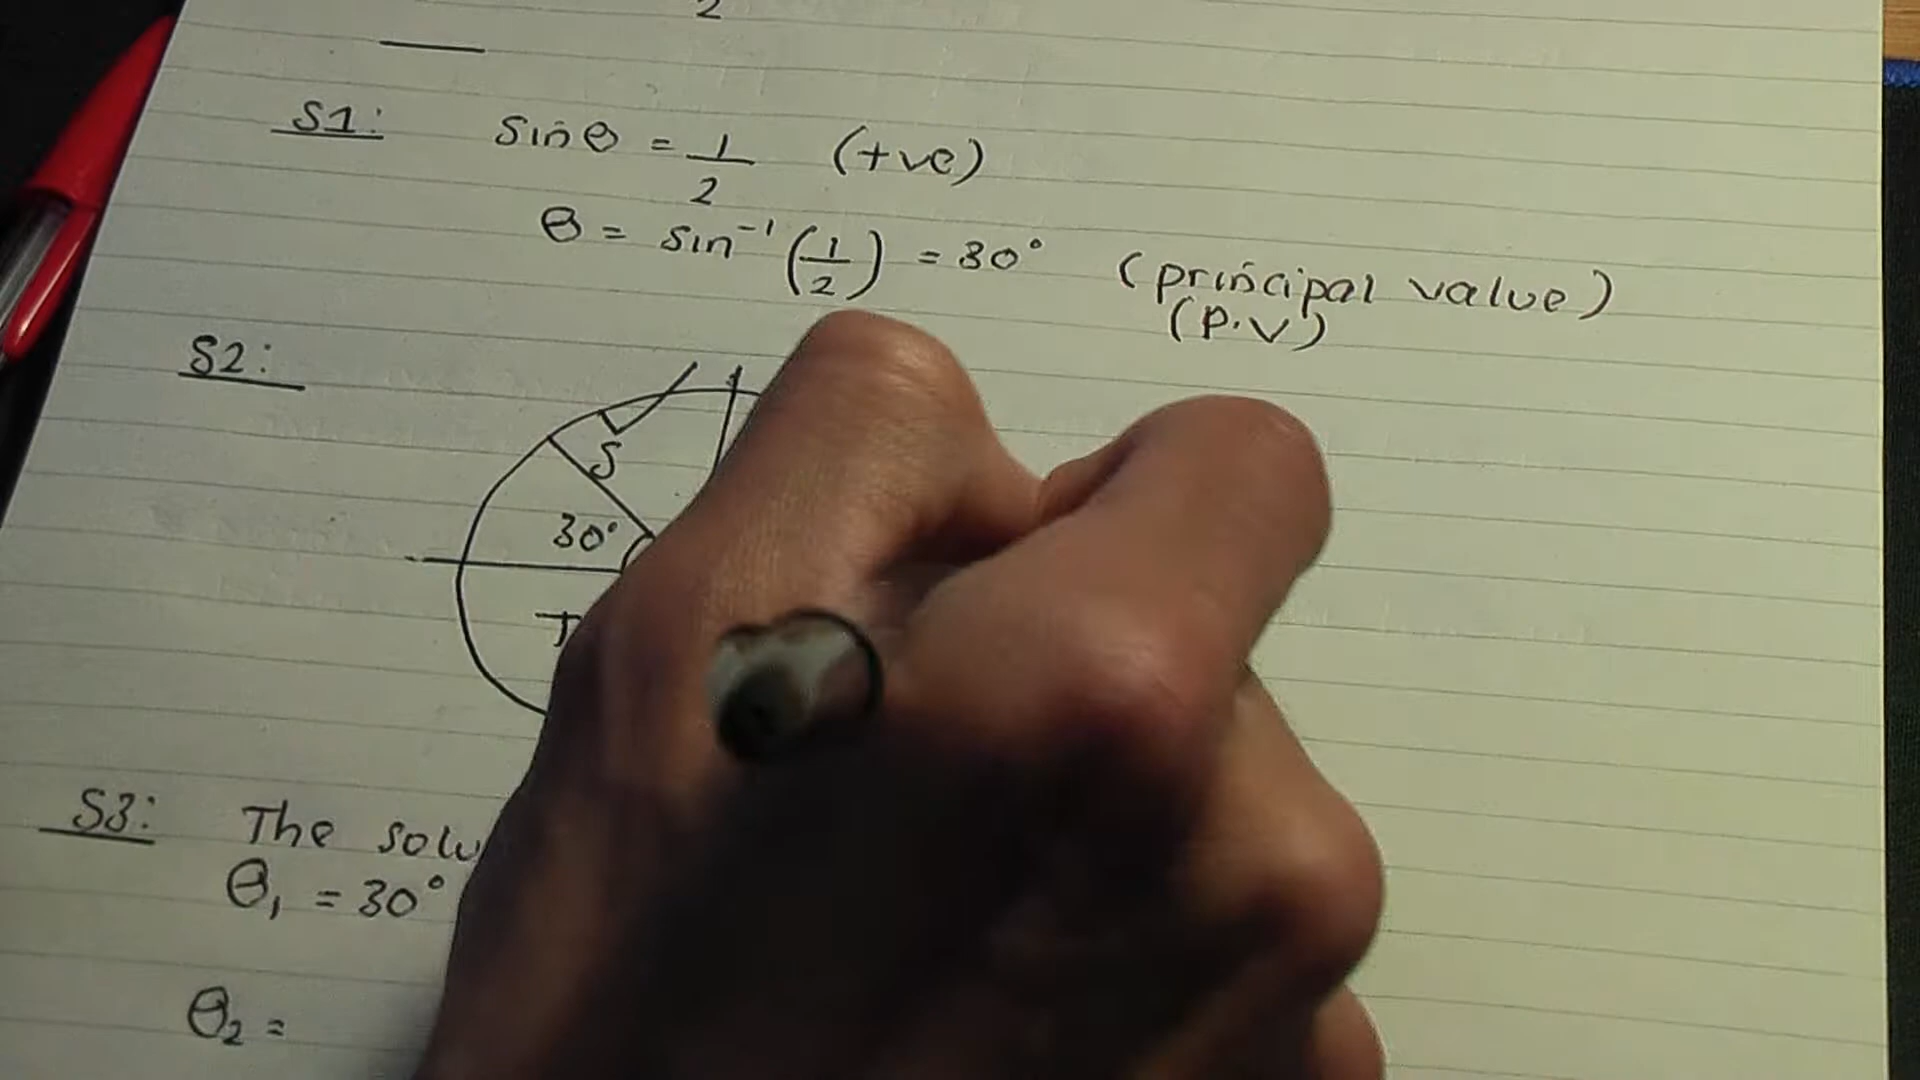 2
S1: sinθ = 1/2 (+ve)
θ = sin⁻¹(1/2) = 30° (principal value)
(P.V)
S2:
S
30°
T
S3: The solu
θ₁ = 30°
θ₂ =